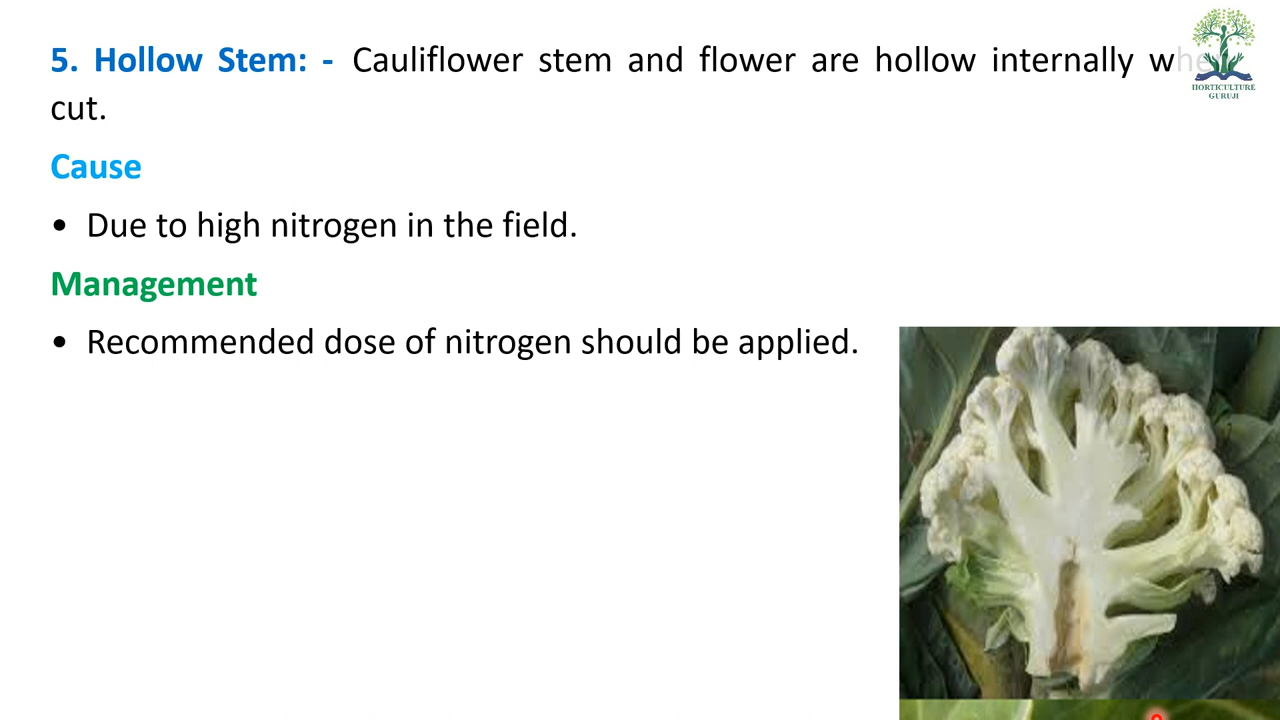 5. Hollow Stem: - Cauliflower stem and flower are hollow internally when
cut.
Cause
• Due to high nitrogen in the field.
Management
• Recommended dose of nitrogen should be applied.
HORTICULTURE
GURUJI